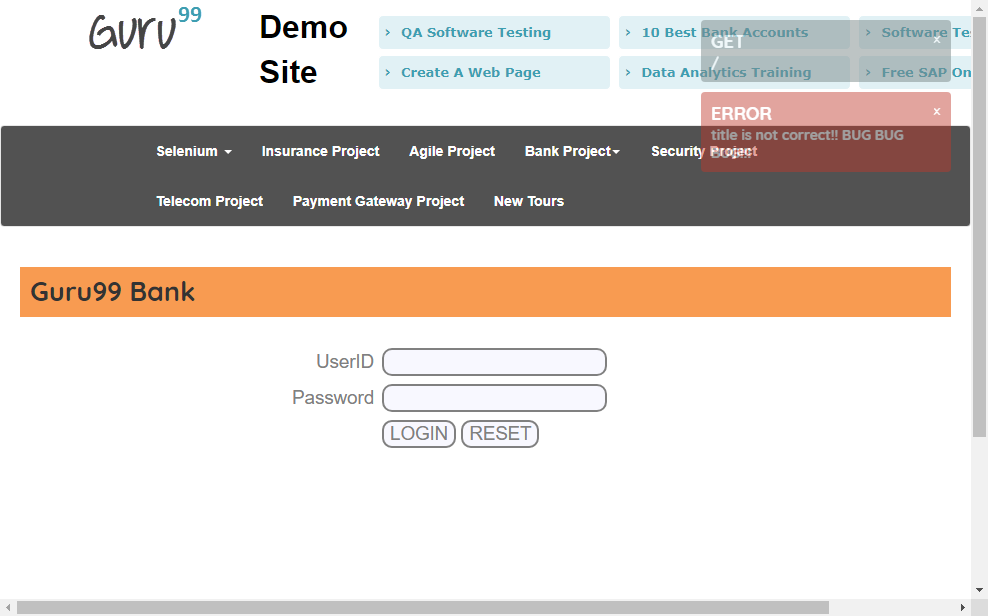 Guru99
Demo
Site
› QA Software Testing
› 10 Best Bank Accounts
› Software Te
› Create A Web Page
› Data Analytics Training
› Free SAP On
GET
/
x
ERROR
x
title is not correct!! BUG BUG
Selenium
Insurance Project
Agile Project
Bank Project
Security Project
Telecom Project
Payment Gateway Project
New Tours
Guru99 Bank
UserID
Password
LOGIN
RESET